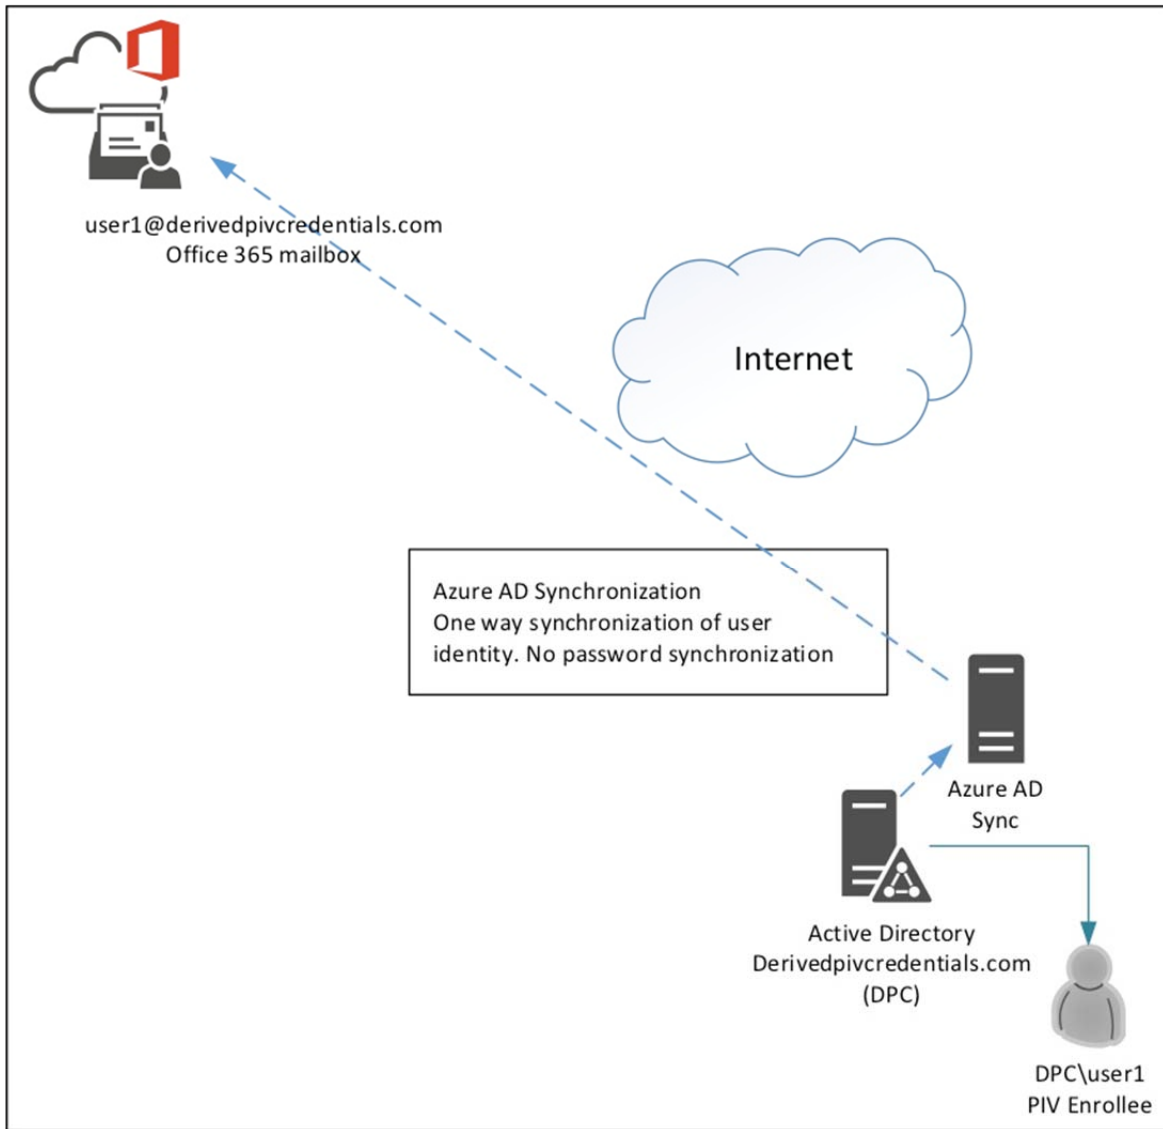 user1@derivedpivcredentials.com
Office 365 mailbox
Internet
Azure AD Synchronization
One way synchronization of user
identity. No password synchronization
Azure AD
Sync
Active Directory
Derivedpivcredentials.com
(DPC)
DPC\user1
PIV Enrollee